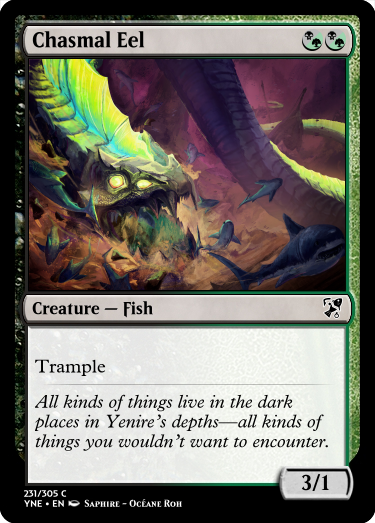 Chasmal Eel
Creature — Fish
Trample
All kinds of things live in the dark
places in Yenire's depths—all kinds of
things you wouldn't want to encounter.
3/1
231/305 C
YNE • EN Saphire – Océane Roh